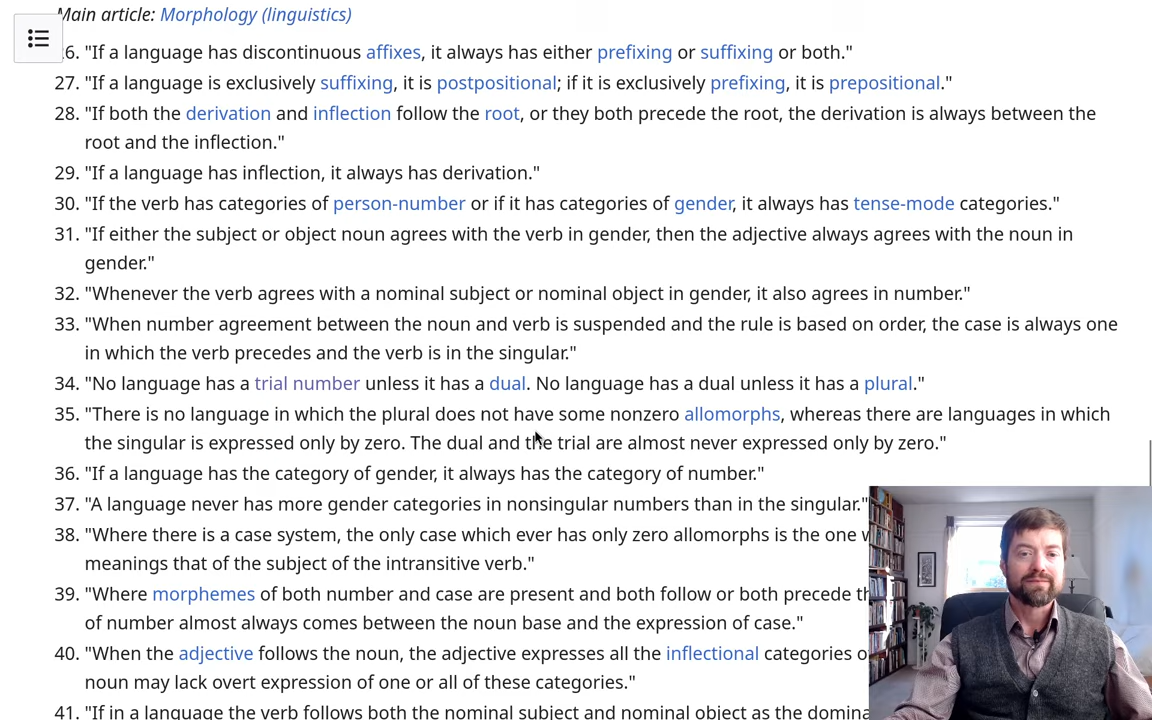 Main article: Morphology (linguistics)
6. "If a language has discontinuous affixes, it always has either prefixing or suffixing or both."
27. "If a language is exclusively suffixing, it is postpositional; if it is exclusively prefixing, it is prepositional."
28. "If both the derivation and inflection follow the root, or they both precede the root, the derivation is always between the
root and the inflection."
29. "If a language has inflection, it always has derivation."
30. "If the verb has categories of person-number or if it has categories of gender, it always has tense-mode categories."
31. "If either the subject or object noun agrees with the verb in gender, then the adjective always agrees with the noun in
gender."
32. "Whenever the verb agrees with a nominal subject or nominal object in gender, it also agrees in number."
33. "When number agreement between the noun and verb is suspended and the rule is based on order, the case is always one
in which the verb precedes and the verb is in the singular."
34. "No language has a trial number unless it has a dual. No language has a dual unless it has a plural."
35. "There is no language in which the plural does not have some nonzero allomorphs, whereas there are languages in which
the singular is expressed only by zero. The dual and the trial are almost never expressed only by zero."
36. "If a language has the category of gender, it always has the category of number."
37. "A language never has more gender categories in nonsingular numbers than in the singular."
38. "Where there is a case system, the only case which ever has only zero allomorphs is the one
meanings that of the subject of the intransitive verb."
39. "Where morphemes of both number and case are present and both follow or both precede
of number almost always comes between the noun base and the expression of case."
40. "When the adjective follows the noun, the adjective expresses all the inflectional categories
noun may lack overt expression of one or all of these categories."
41. "If in a language the verb follows both the nominal subject and nominal object as the